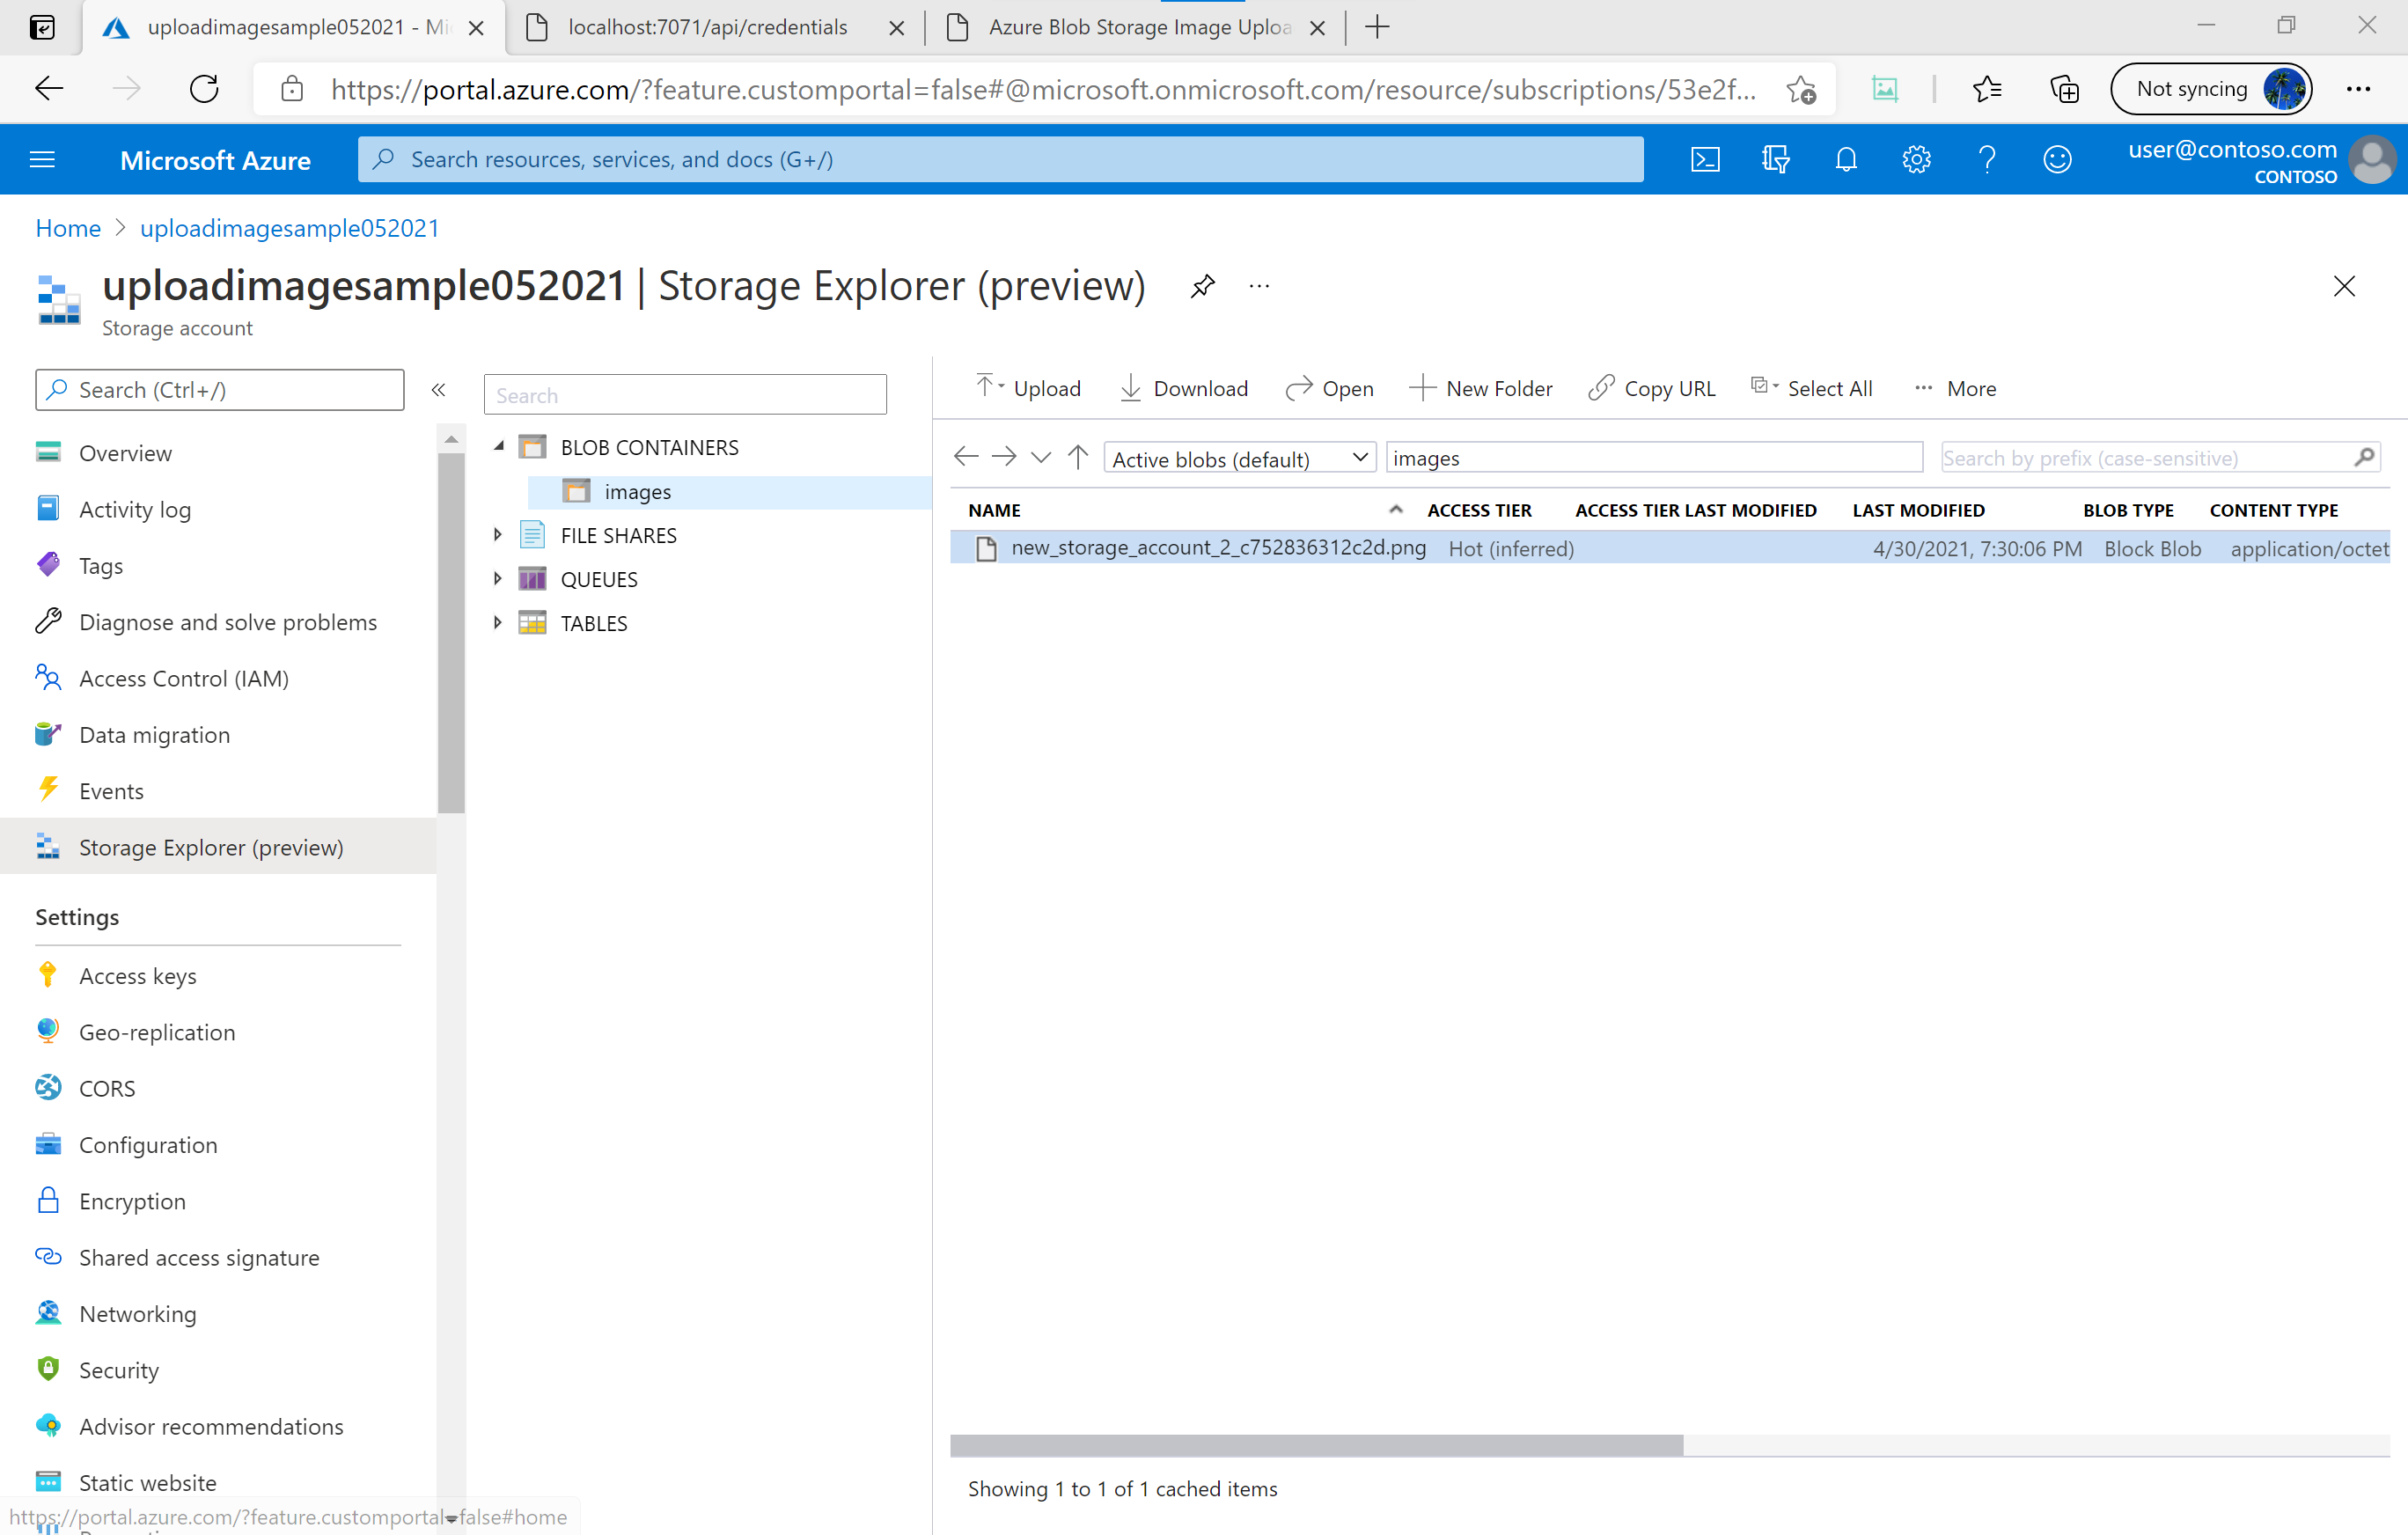 uploadimagesample052021 - Mi
localhost:7071/api/credentials
Azure Blob Storage Image Uploa
https://portal.azure.com/?feature.customportal=false#@microsoft.onmicrosoft.com/resource/subscriptions/53e2f...
Not syncing
Microsoft Azure
Search resources, services, and docs (G+/)
user@contoso.com
CONTOSO
Home > uploadimagesample052021
uploadimagesample052021 | Storage Explorer (preview)
Storage account
Search (Ctrl+/)
Overview
Activity log
Tags
Diagnose and solve problems
Access Control (IAM)
Data migration
Events
Storage Explorer (preview)
Settings
Access keys
Geo-replication
CORS
Configuration
Encryption
Shared access signature
Networking
Security
Advisor recommendations
Static website
https://portal.azure.com/?feature.customportal=false#home
Search
BLOB CONTAINERS
images
FILE SHARES
QUEUES
TABLES
Upload Download Open New Folder Copy URL Select All More
Active blobs (default) images Search by prefix (case-sensitive)
NAME ACCESS TIER ACCESS TIER LAST MODIFIED LAST MODIFIED BLOB TYPE CONTENT TYPE
new_storage_account_2_c752836312c2d.png Hot (inferred) 4/30/2021, 7:30:06 PM Block Blob application/octet
Showing 1 to 1 of 1 cached items